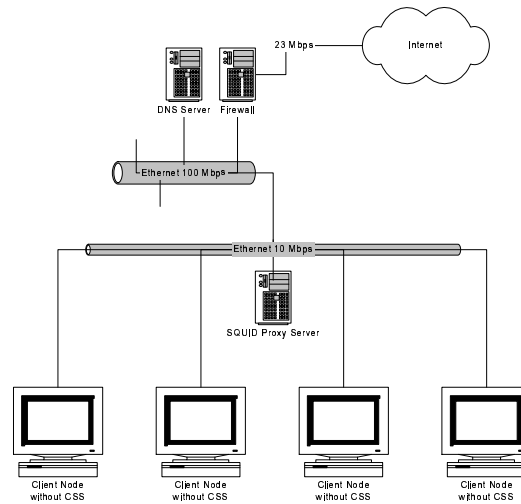 23 Mbps
Internet
DNS Server
Firewall
Ethernet 100 Mbps
Ethernet 10 Mbps
SQUID Proxy Server
Client Node
without CSS
Client Node
without CSS
Client Node
without CSS
Client Node
without CSS